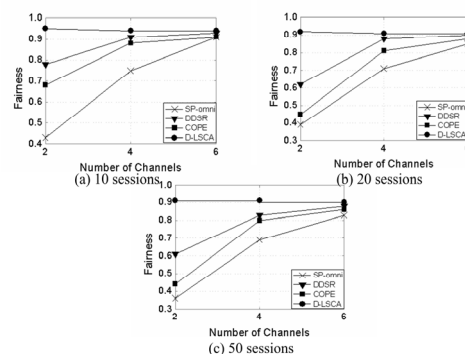 1.0
0.9
0.8
0.7
0.6
0.5
0.4
Fairness
SP-omni
DDSR
COPE
D-LSCA
2 4 6
Number of Channels
(a) 10 sessions
1.0
0.9
0.8
0.7
0.6
0.5
0.4
0.3
Fairness
SP-omni
DDSR
COPE
D-LSCA
2 4
Number of Channels
(b) 20 sessions
1.0
0.9
0.8
0.7
0.6
0.5
0.4
0.3
Fairness
SP-omni
DDSR
COPE
D-LSCA
2 4 6
Number of Channels
(c) 50 sessions